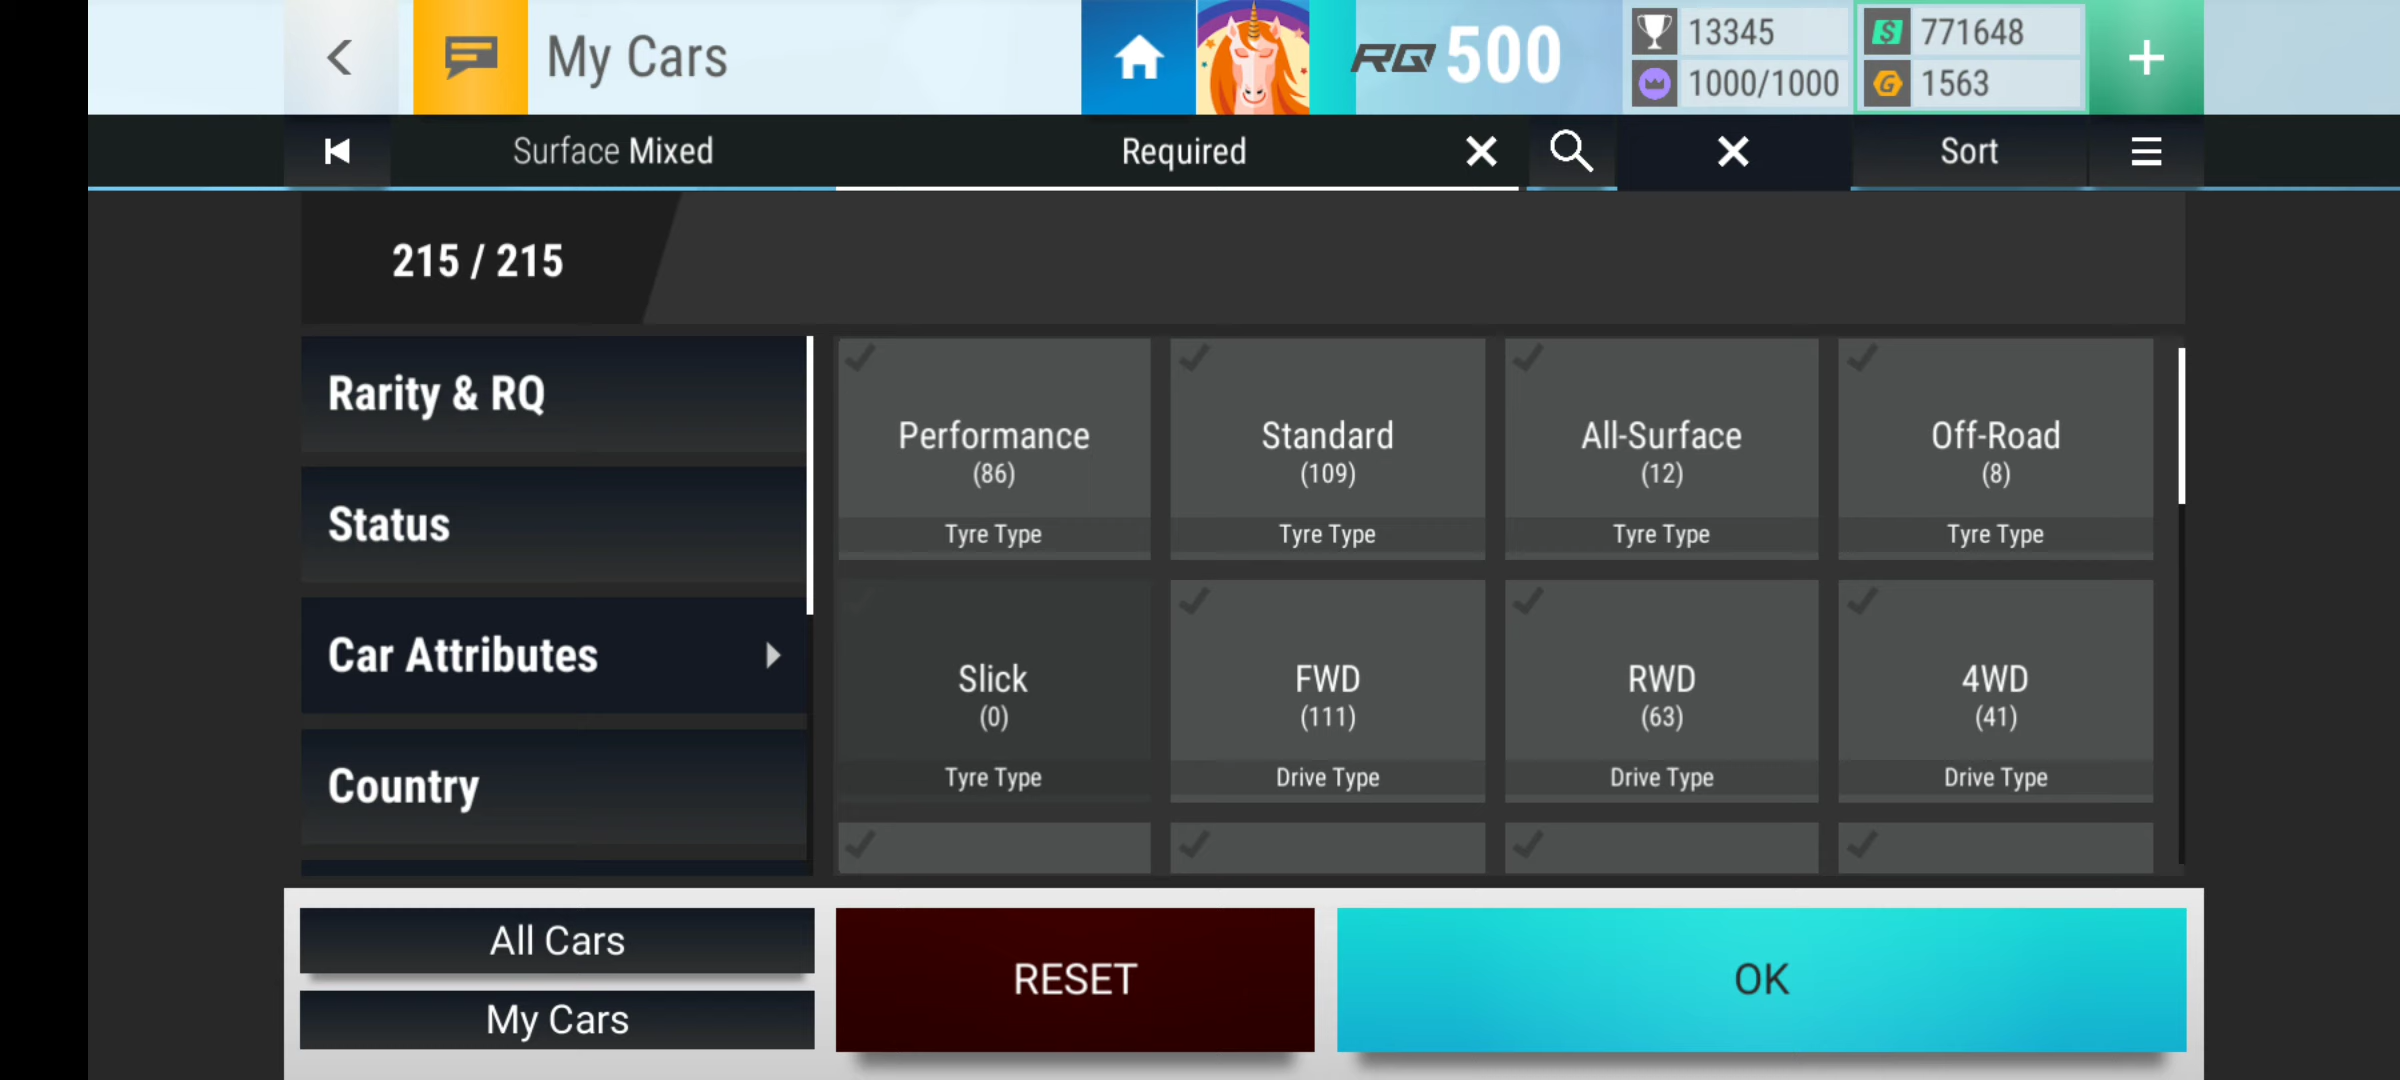 My Cars
RQ 500
13345
1000/1000
771648
1563
Surface Mixed
Required
Sort
215 / 215
Rarity & RQ
Status
Car Attributes
Country
Performance
(86)
Tyre Type
Standard
(109)
Tyre Type
All-Surface
(12)
Tyre Type
Off-Road
(8)
Tyre Type
Slick
(0)
Tyre Type
FWD
(111)
Drive Type
RWD
(63)
Drive Type
4WD
(41)
Drive Type
All Cars
My Cars
RESET
OK